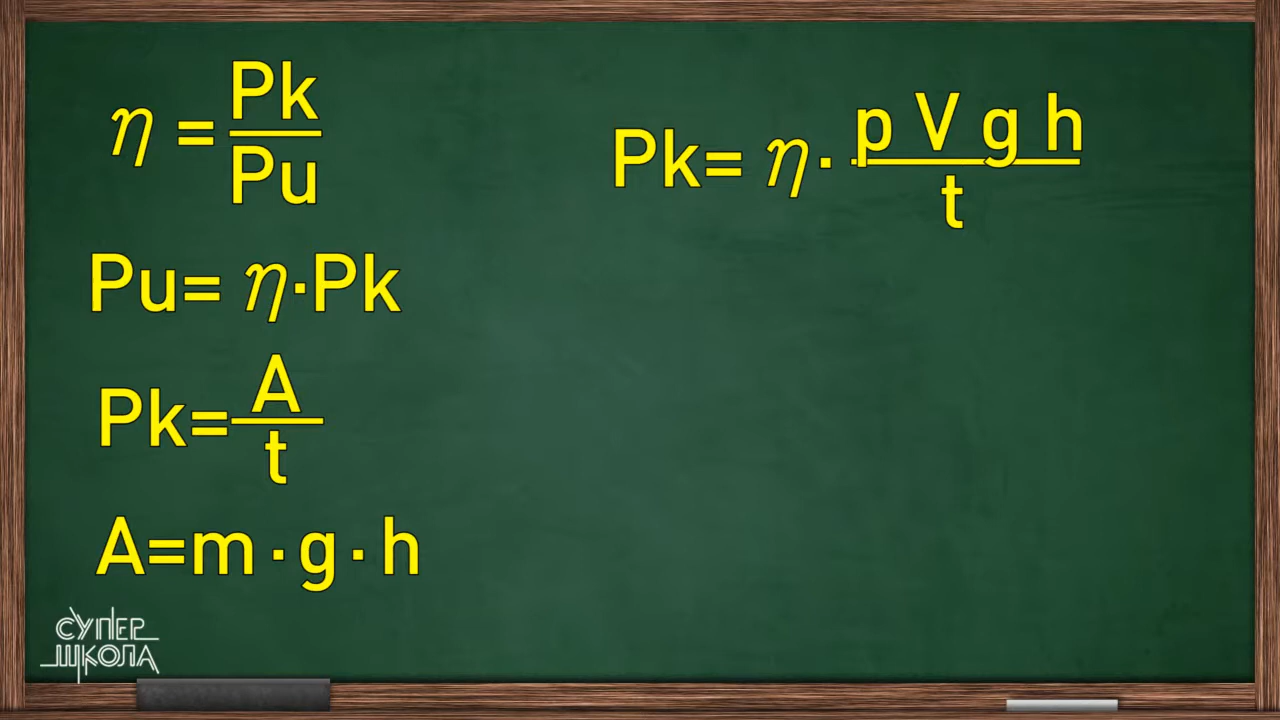 η = Pk/Pu
Pu= η·Pk
Pk= A/t
A=m·g·h
Pk= η· p V g h/t
СУПЕР
ШКОЛА